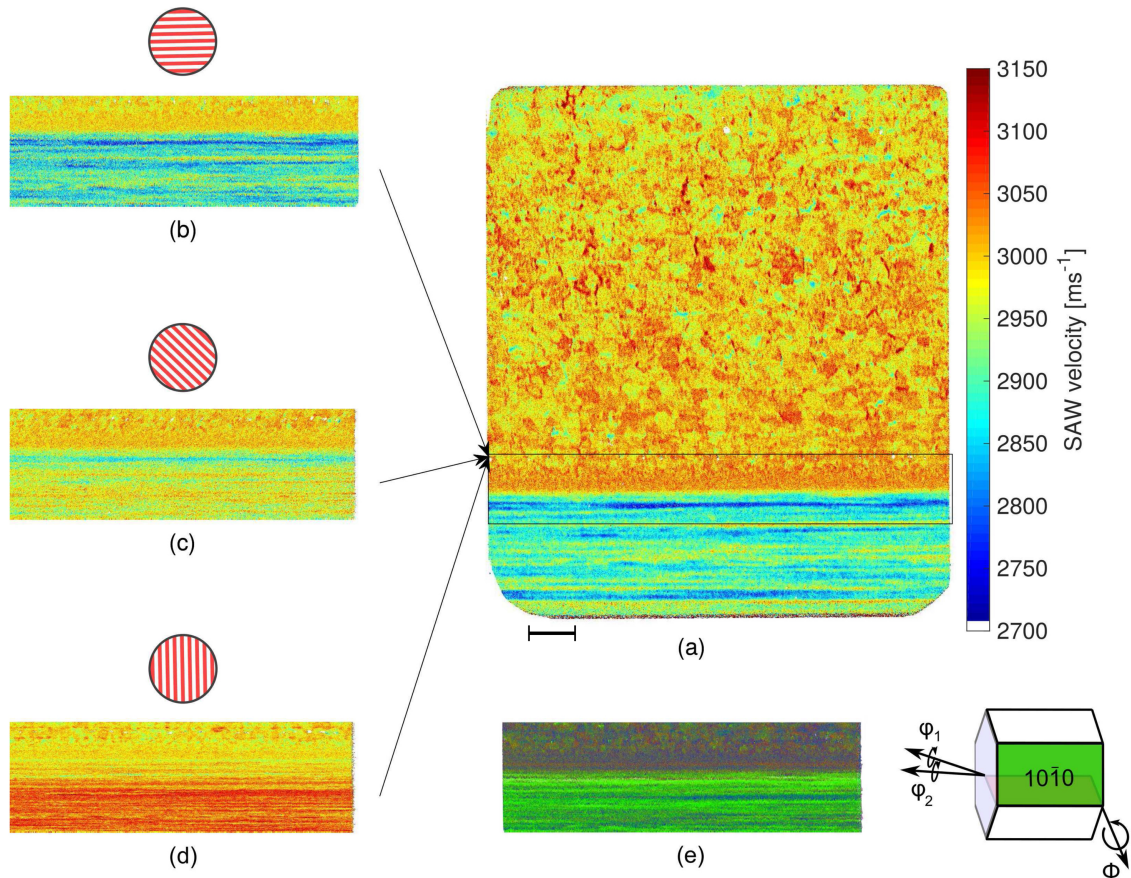 (b)
(c)
(d)
(a)
3150
3100
3050
3000
2950
2900
2850
2800
2750
2700
SAW velocity [ms⁻¹]
(e)
φ₁
φ₂
101̄0
Φ